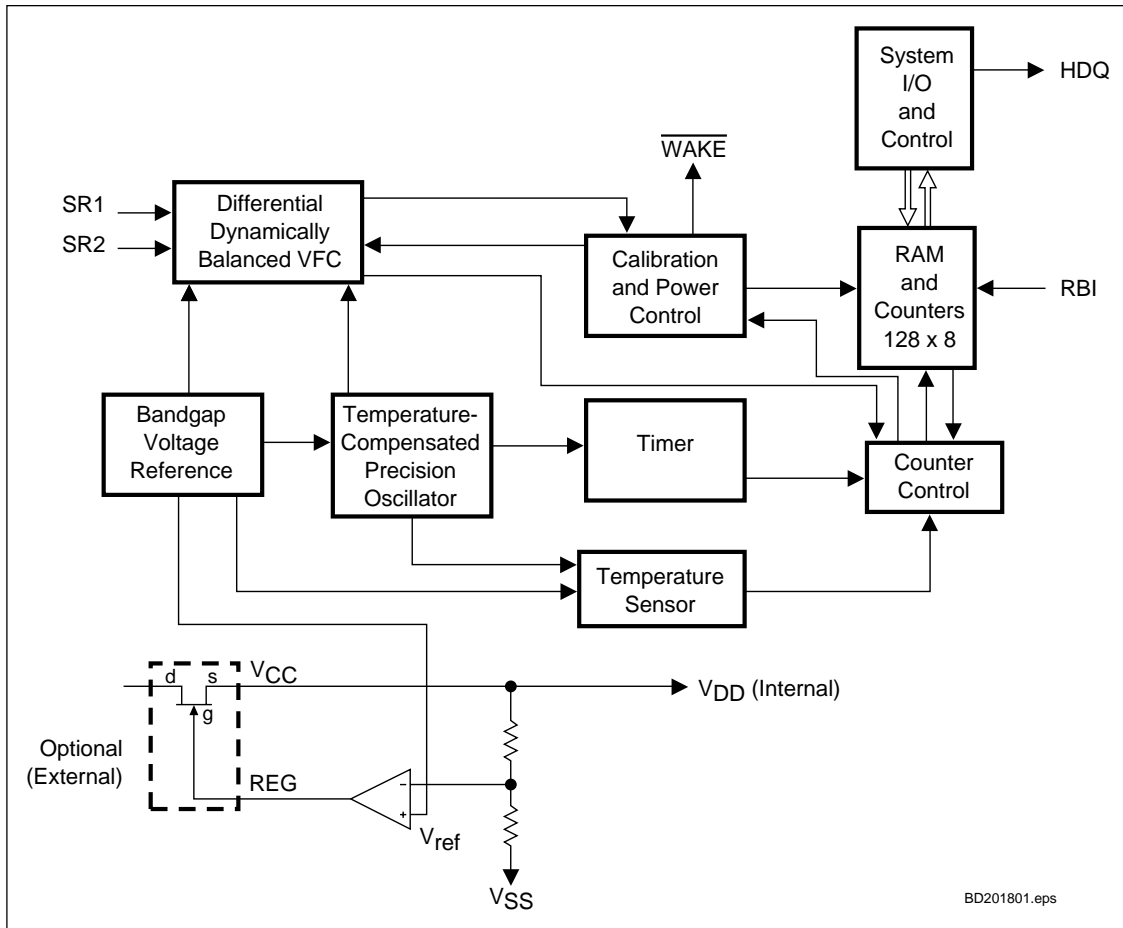 System
I/O
and
Control
HDQ
WAKE
SR1
SR2
Differential
Dynamically
Balanced VFC
Calibration
and Power
Control
RAM
and
Counters
128 x 8
RBI
Bandgap
Voltage
Reference
Temperature-
Compensated
Precision
Oscillator
Timer
Counter
Control
Temperature
Sensor
d s
g
VCC
VDD (Internal)
Optional
(External)
REG
−
+
Vref
VSS
BD201801.eps